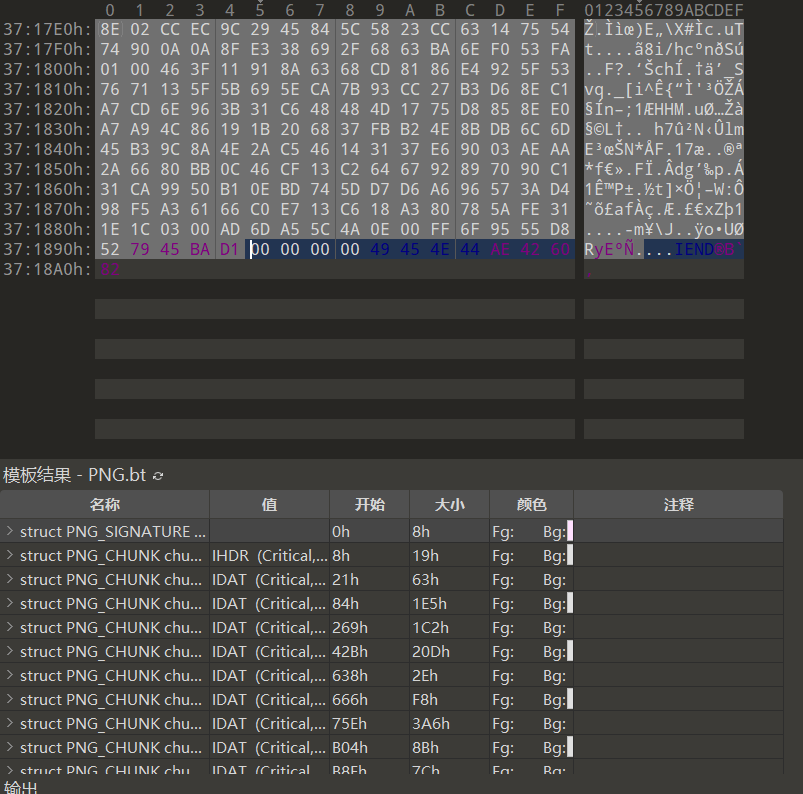 0 1 2 3 4 5 6 7 8 9 A B C D E F 0123456789ABCDEF
37:17E0h: 8E 02 CC EC 9C 29 45 84 5C 58 23 CC 63 14 75 54 Ž.Ììœ)E„\X#Ìc.uT
37:17F0h: 74 90 0A 0A 8F E3 38 69 2F 68 63 BA 6E F0 53 FA t....ã8i/hcºnðSú
37:1800h: 01 00 46 3F 11 91 8A 63 68 CD 81 86 E4 92 5F 53 ..F?.‘ŠchÍ.†ä’_S
37:1810h: 76 71 13 5F 5B 69 5E CA 7B 93 CC 27 B3 D6 8E C1 vq._[i^Ê{“Ì'³ÖŽÁ
37:1820h: A7 CD 6E 96 3B 31 C6 48 48 4D 17 75 D8 85 8E E0 §Ín–;1ÆHHM.uØ…Žà
37:1830h: A7 A9 4C 86 19 1B 20 68 37 FB B2 4E 8B DB 6C 6D §©L†.. h7û²N‹Ûlm
37:1840h: 45 B3 9C 8A 4E 2A C5 46 14 31 37 E6 90 03 AE AA E³œŠN*ÅF.17æ..®ª
37:1850h: 2A 66 80 BB 0C 46 CF 13 C2 64 67 92 89 70 90 C1 *f€».FÏ.Âdg’‰p.Á
37:1860h: 31 CA 99 50 B1 0E BD 74 5D D7 D6 A6 96 57 3A D4 1Ê™P±.½t]×Ö¦–W:Ô
37:1870h: 98 F5 A3 61 66 C0 E7 13 C6 18 A3 80 78 5A FE 31 ˜õ£afÀç.Æ.£€xZþ1
37:1880h: 1E 1C 03 00 AD 6D A5 5C 4A 0E 00 FF 6F 95 55 D8 ....-m¥\J..ÿo•UØ
37:1890h: 52 79 45 BA D1 00 00 00 00 49 45 4E 44 AE 42 60 RyEºÑ....IEND®B`
37:18A0h: 82
模板结果 - PNG.bt
名称 值 开始 大小 颜色 注释
> struct PNG_SIGNATURE ... 0h 8h Fg: Bg:
> struct PNG_CHUNK chu... IHDR (Critical,... 8h 19h Fg: Bg:
> struct PNG_CHUNK chu... IDAT (Critical,... 21h 63h Fg: Bg:
> struct PNG_CHUNK chu... IDAT (Critical,... 84h 1E5h Fg: Bg:
> struct PNG_CHUNK chu... IDAT (Critical,... 269h 1C2h Fg: Bg:
> struct PNG_CHUNK chu... IDAT (Critical,... 42Bh 20Dh Fg: Bg:
> struct PNG_CHUNK chu... IDAT (Critical,... 638h 2Eh Fg: Bg:
> struct PNG_CHUNK chu... IDAT (Critical,... 666h F8h Fg: Bg:
> struct PNG_CHUNK chu... IDAT (Critical,... 75Eh 3A6h Fg: Bg:
> struct PNG_CHUNK chu... IDAT (Critical,... B04h 8Bh Fg: Bg:
> struct PNG_CHUNK chu... IDAT (Critical,... B8Fh 7Ch Fg: Bg:
输出